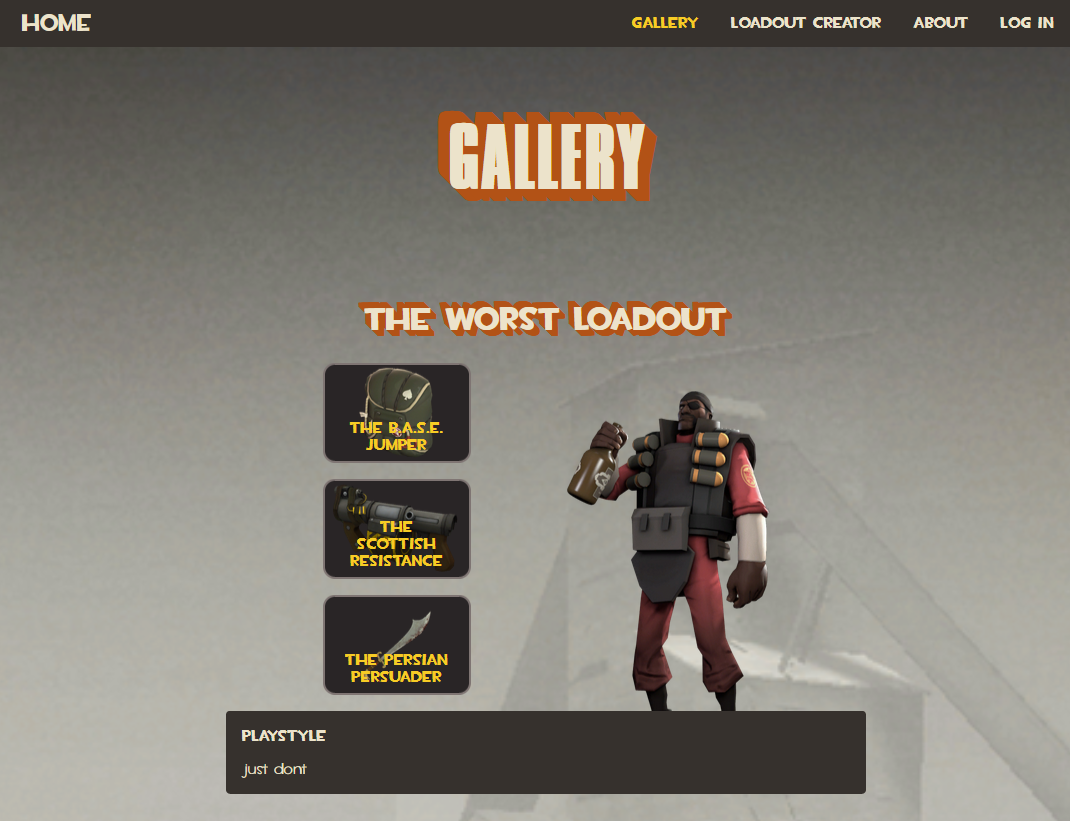 HOME
GALLERY
LOADOUT CREATOR
ABOUT
LOG IN
GALLERY
THE WORST LOADOUT
THE B.A.S.E.
JUMPER
THE
SCOTTISH
RESISTANCE
THE PERSIAN
PERSUADER
PLAYSTYLE
just dont